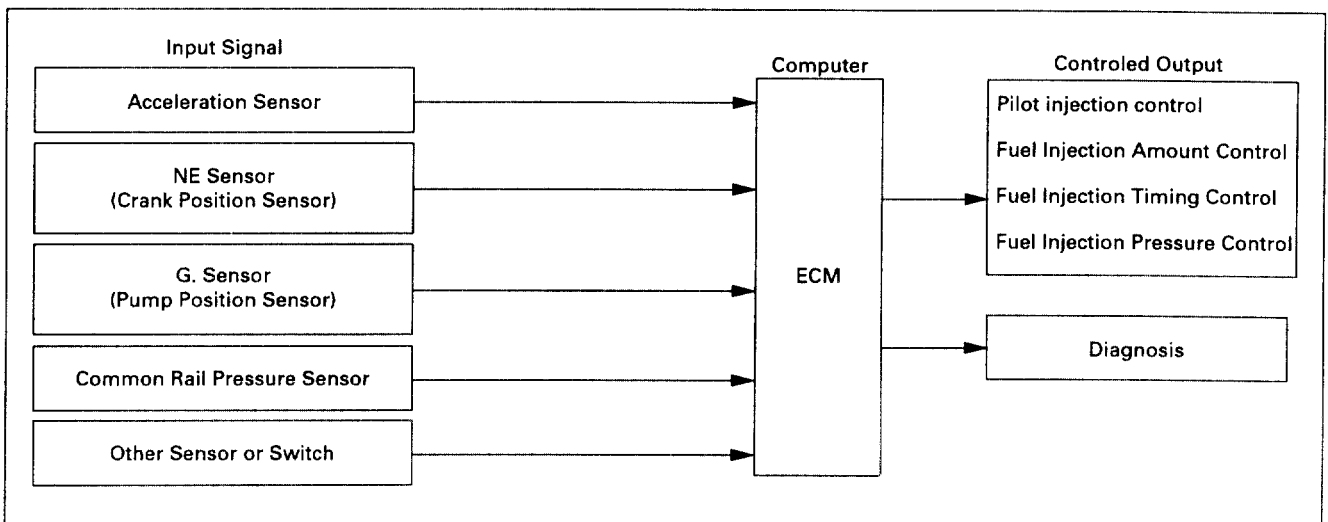 Input Signal
Acceleration Sensor
NE Sensor
(Crank Position Sensor)
G. Sensor
(Pump Position Sensor)
Common Rail Pressure Sensor
Other Sensor or Switch
Computer
ECM
Controled Output
Pilot injection control
Fuel Injection Amount Control
Fuel Injection Timing Control
Fuel Injection Pressure Control
Diagnosis